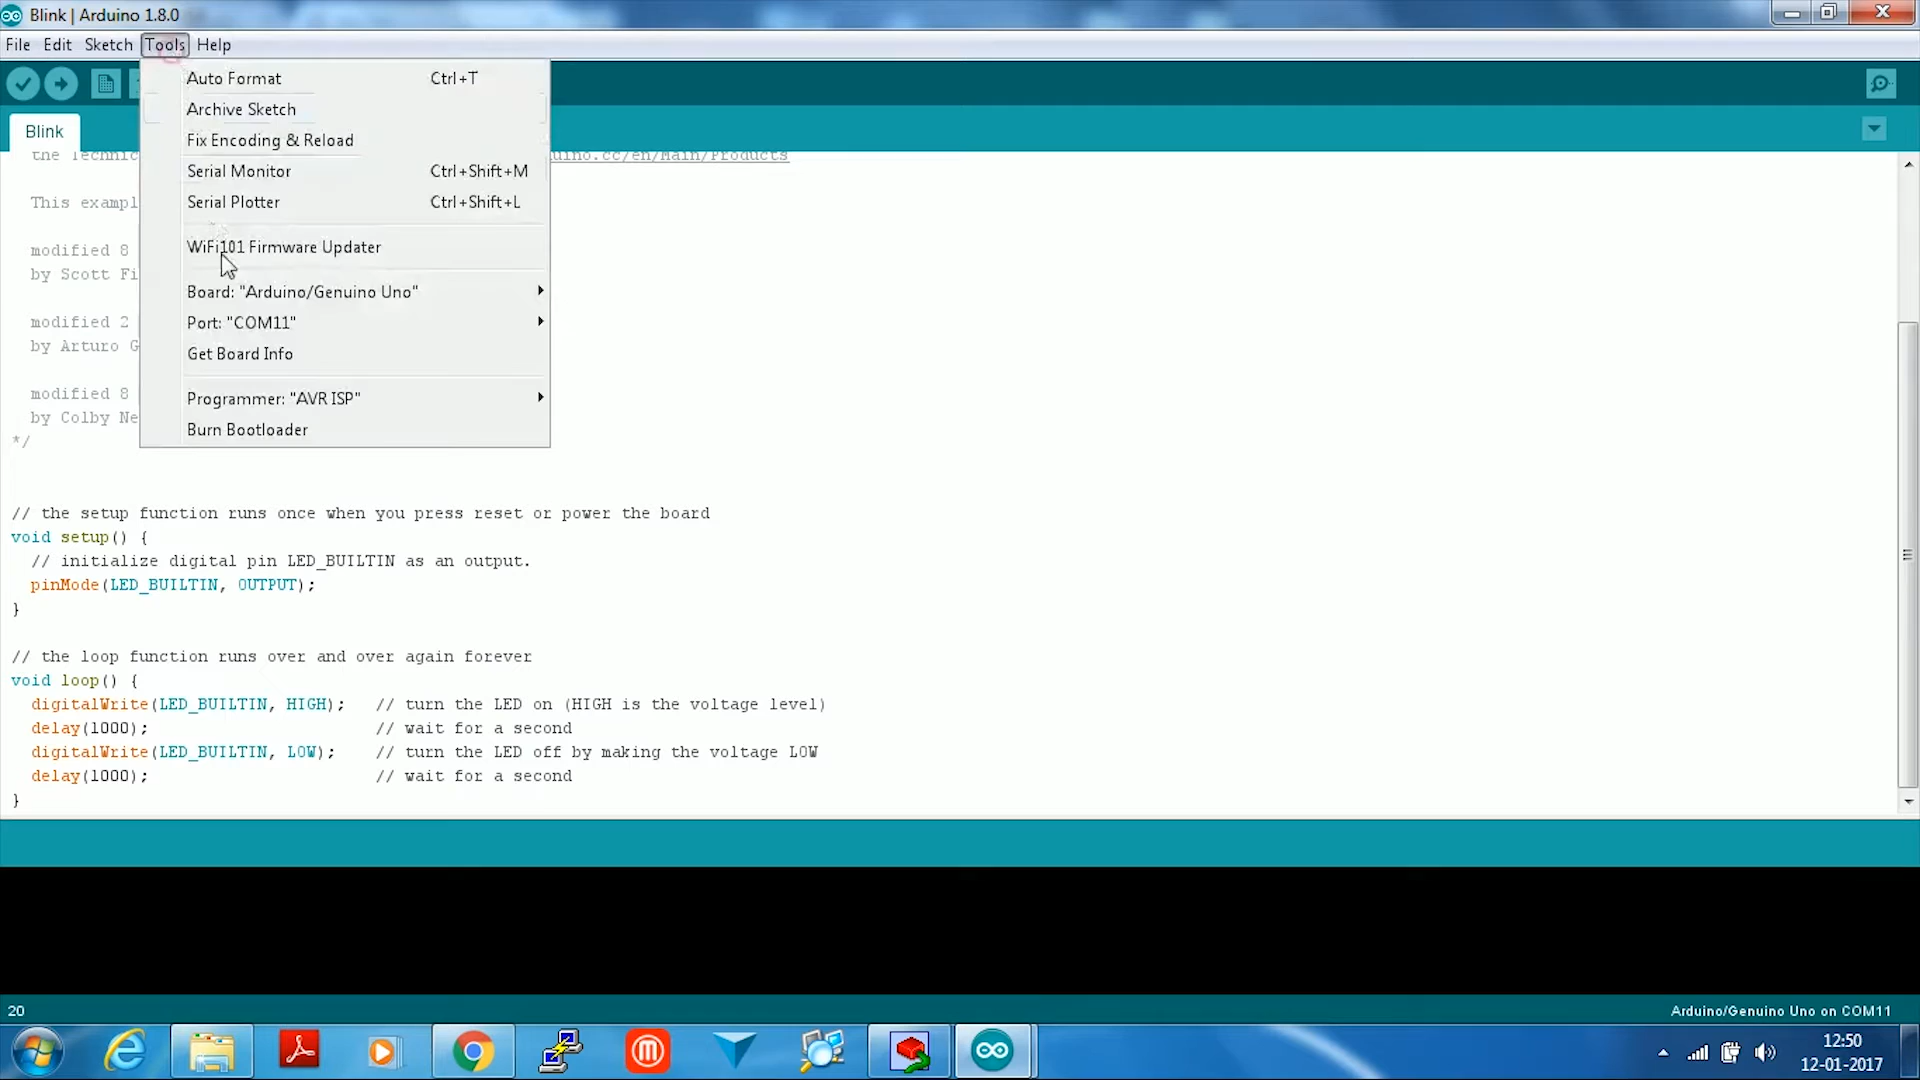 Blink | Arduino 1.8.0
File Edit Sketch Tools Help
Auto Format Ctrl+T
Archive Sketch
Fix Encoding & Reload
Serial Monitor Ctrl+Shift+M
Serial Plotter Ctrl+Shift+L
WiFi101 Firmware Updater
Board: "Arduino/Genuino Uno"
Port: "COM11"
Get Board Info
Programmer: "AVR ISP"
Burn Bootloader
Blink
the Technic uino.cc/en/Main/Products
This exampl
modified 8
by Scott Fi
modified 2
by Arturo G
modified 8
by Colby Ne
*/
// the setup function runs once when you press reset or power the board
void setup() {
// initialize digital pin LED_BUILTIN as an output.
pinMode(LED_BUILTIN, OUTPUT);
}
// the loop function runs over and over again forever
void loop() {
digitalWrite(LED_BUILTIN, HIGH); // turn the LED on (HIGH is the voltage level)
delay(1000); // wait for a second
digitalWrite(LED_BUILTIN, LOW); // turn the LED off by making the voltage LOW
delay(1000); // wait for a second
}
20 Arduino/Genuino Uno on COM11
12:50
12-01-2017